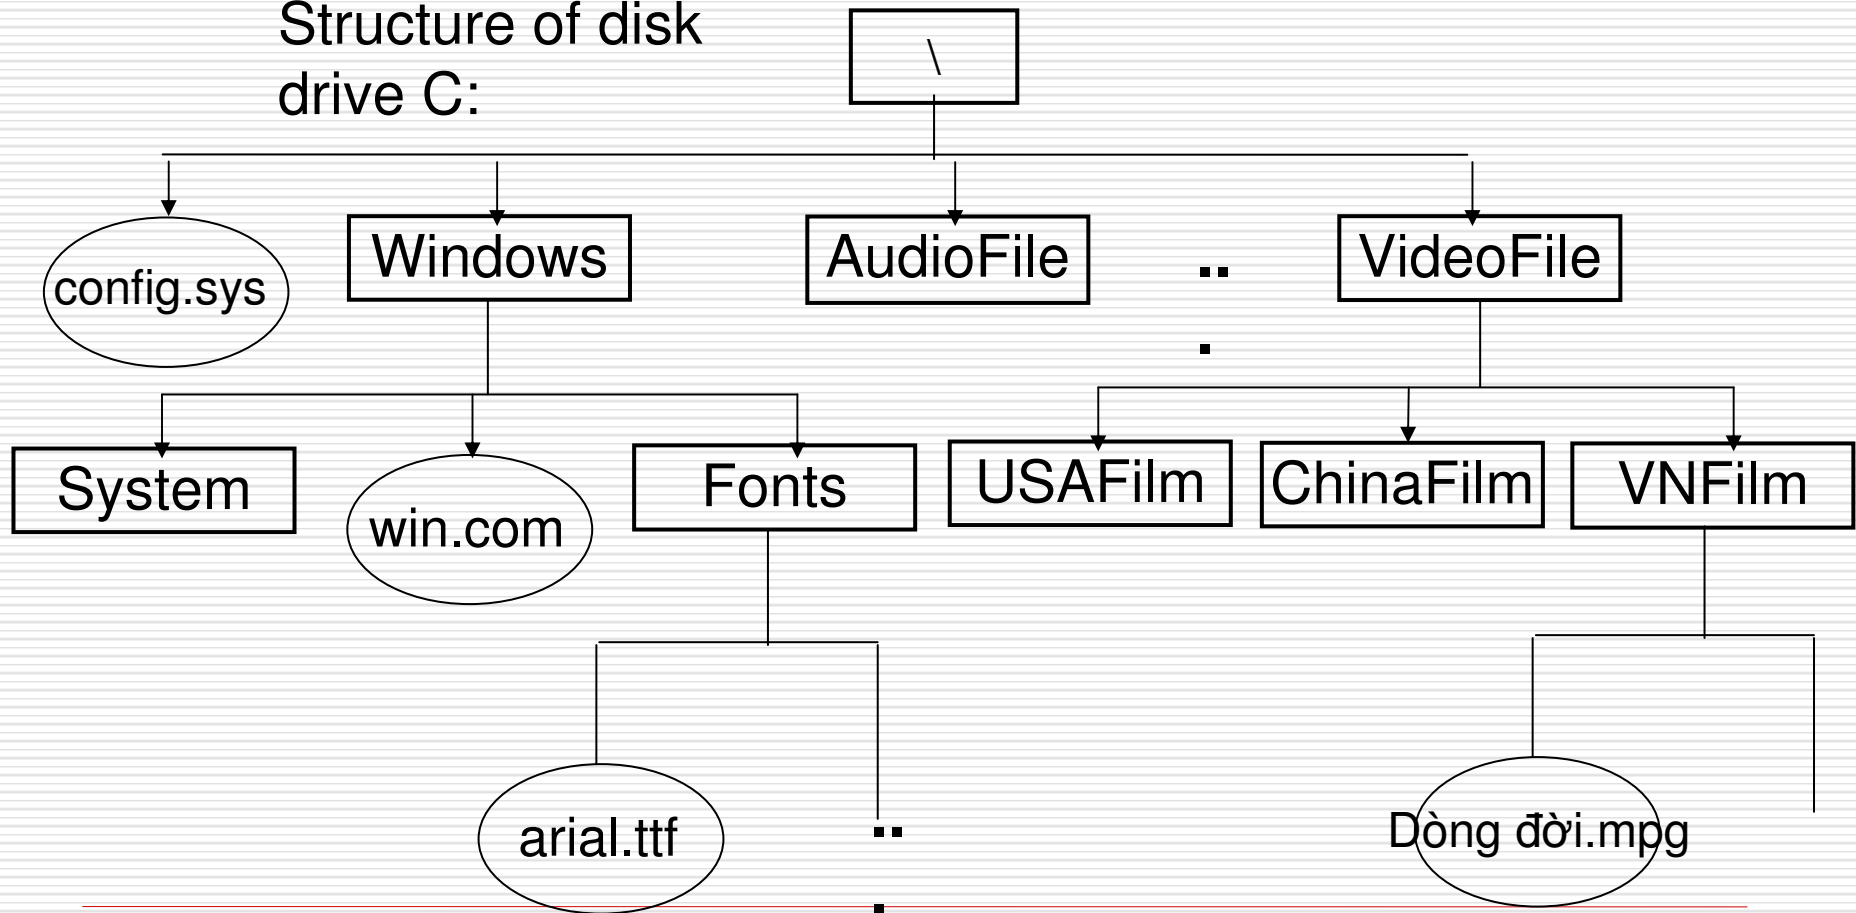 Structure of disk
drive C:
\
config.sys
Windows
AudioFile
..
.
VideoFile
System
win.com
Fonts
USAFilm
ChinaFilm
VNFilm
arial.ttf
..
.
Dòng đời.mpg